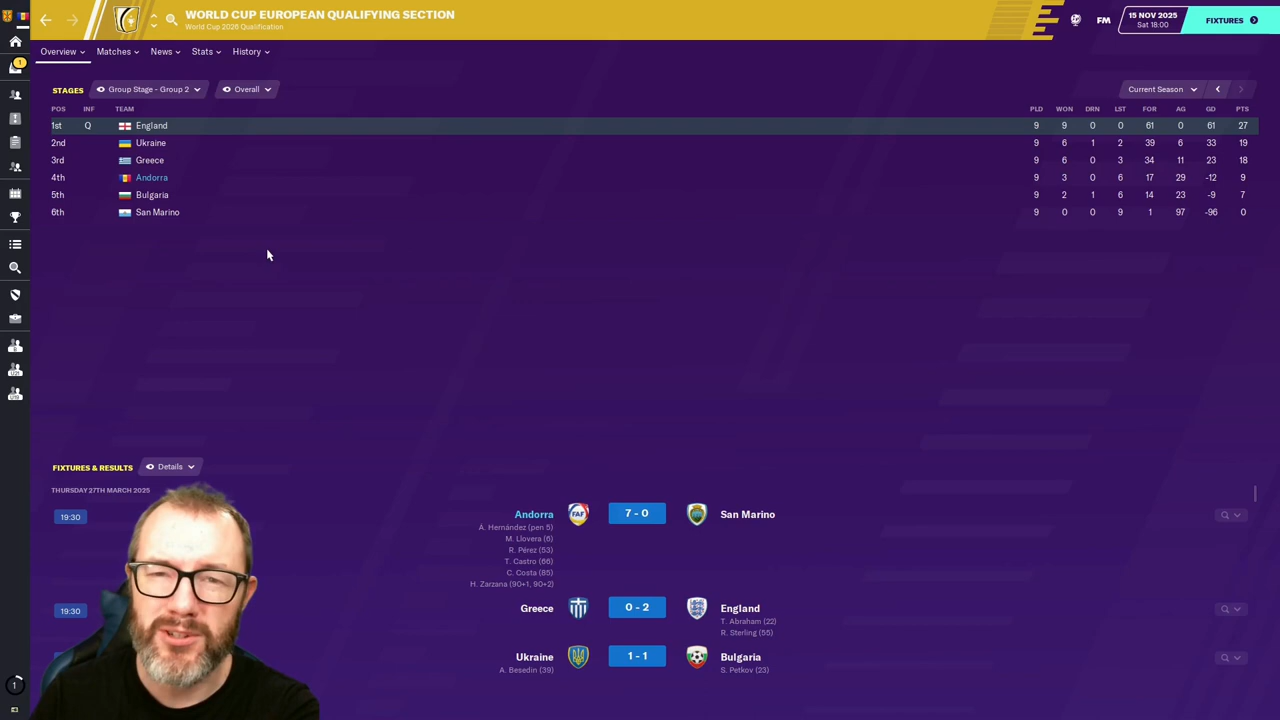 WORLD CUP EUROPEAN QUALIFYING SECTION
World Cup 2026 Qualification
FM
15 NOV 2025
Sat 18:00
FIXTURES
1
Overview Matches News Stats History
STAGES Group Stage - Group 2 Overall Current Season
POS INF TEAM PLD WON DRN LST FOR AG GD PTS
1st Q England 9 9 0 0 61 0 61 27
2nd Ukraine 9 6 1 2 39 6 33 19
3rd Greece 9 6 0 3 34 11 23 18
4th Andorra 9 3 0 6 17 29 -12 9
5th Bulgaria 9 2 1 6 14 23 -9 7
6th San Marino 9 0 0 9 1 97 -96 0
FIXTURES & RESULTS Details
THURSDAY 27TH MARCH 2025
19:30 Andorra FAF 7 - 0 San Marino
Á. Hernández (pen 5)
M. Llovera (6)
R. Pérez (53)
T. Castro (66)
C. Costa (85)
H. Zarzana (90+1, 90+2)
19:30 Greece 0 - 2 England
T. Abraham (22)
R. Sterling (55)
Ukraine 1 - 1 Bulgaria
A. Besedin (39) S. Petkov (23)
U21
U19
1